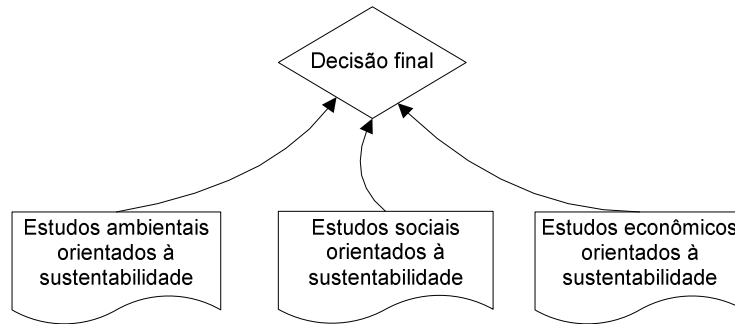 Decisão final
Estudos ambientais
orientados à
sustentabilidade
Estudos sociais
orientados à
sustentabilidade
Estudos econômicos
orientados à
sustentabilidade